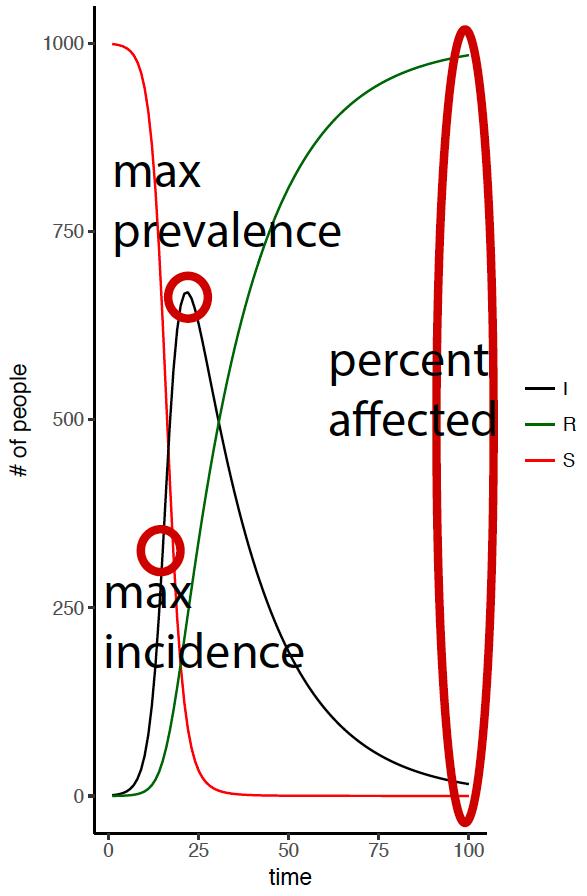 1000
max
prevalence
750
percent
affected
# of people
500
I
R
S
max
incidence
250
0
0 25 50 75 100
time